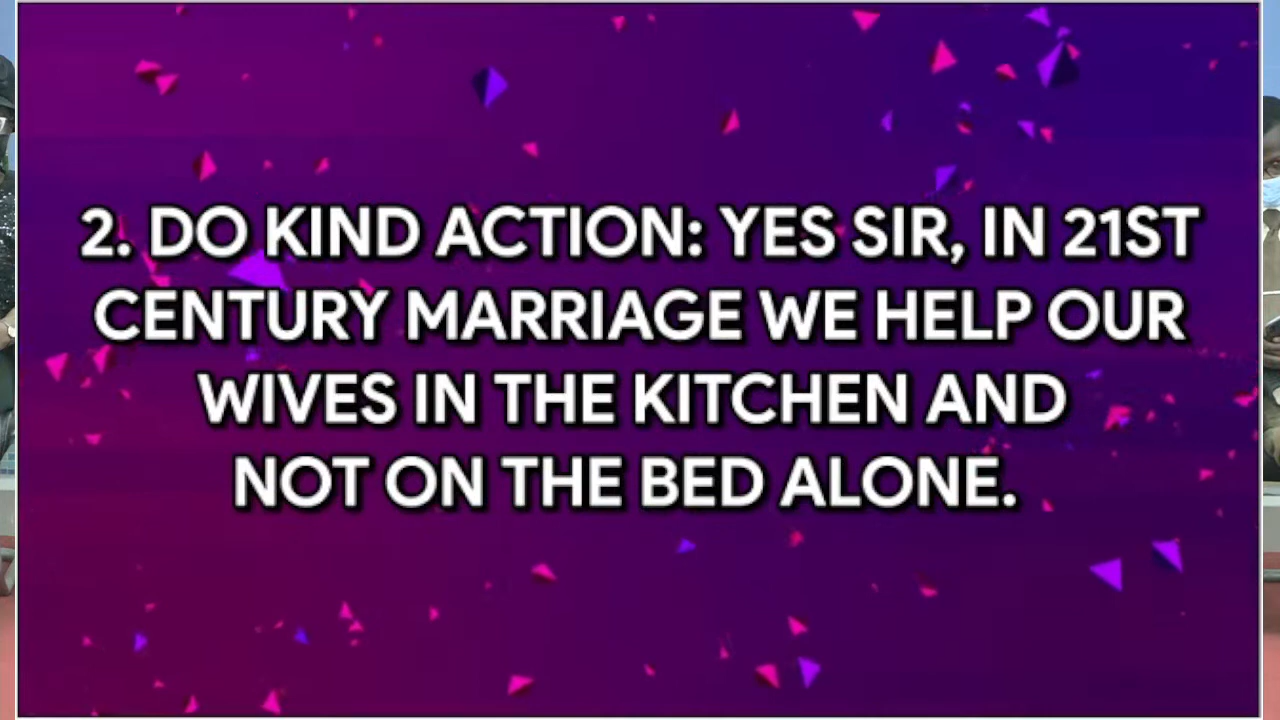 2. DO KIND ACTION: YES SIR, IN 21ST
CENTURY MARRIAGE WE HELP OUR
WIVES IN THE KITCHEN AND
NOT ON THE BED ALONE.